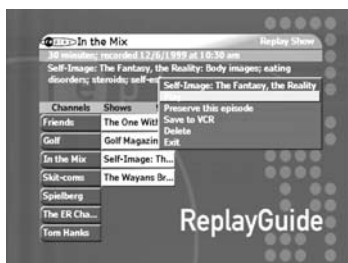 In the Mix
Replay Show
30 minutes; recorded 12/6/1999 at 10:30 am
Self-Image: The Fantasy, the Reality: Body images; eating
disorders; steroids; self-es
Self-Image: The Fantasy, the Reality
Preserve this episode
Save to VCR
Delete
Exit
Channels Shows
Friends The One With
Golf Golf Magazin
In the Mix Self-Image: Th...
Skit-coms The Wayans Br...
Spielberg
The ER Cha...
Tom Hanks
ReplayGuide